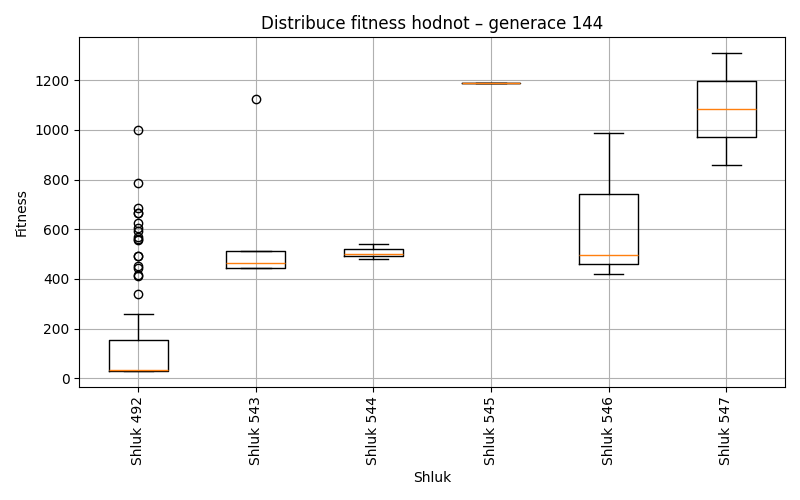 Distribuce fitness hodnot – generace 144
Fitness
1200
1000
800
600
400
200
0
Shluk 492
Shluk 543
Shluk 544
Shluk 545
Shluk 546
Shluk 547
Shluk